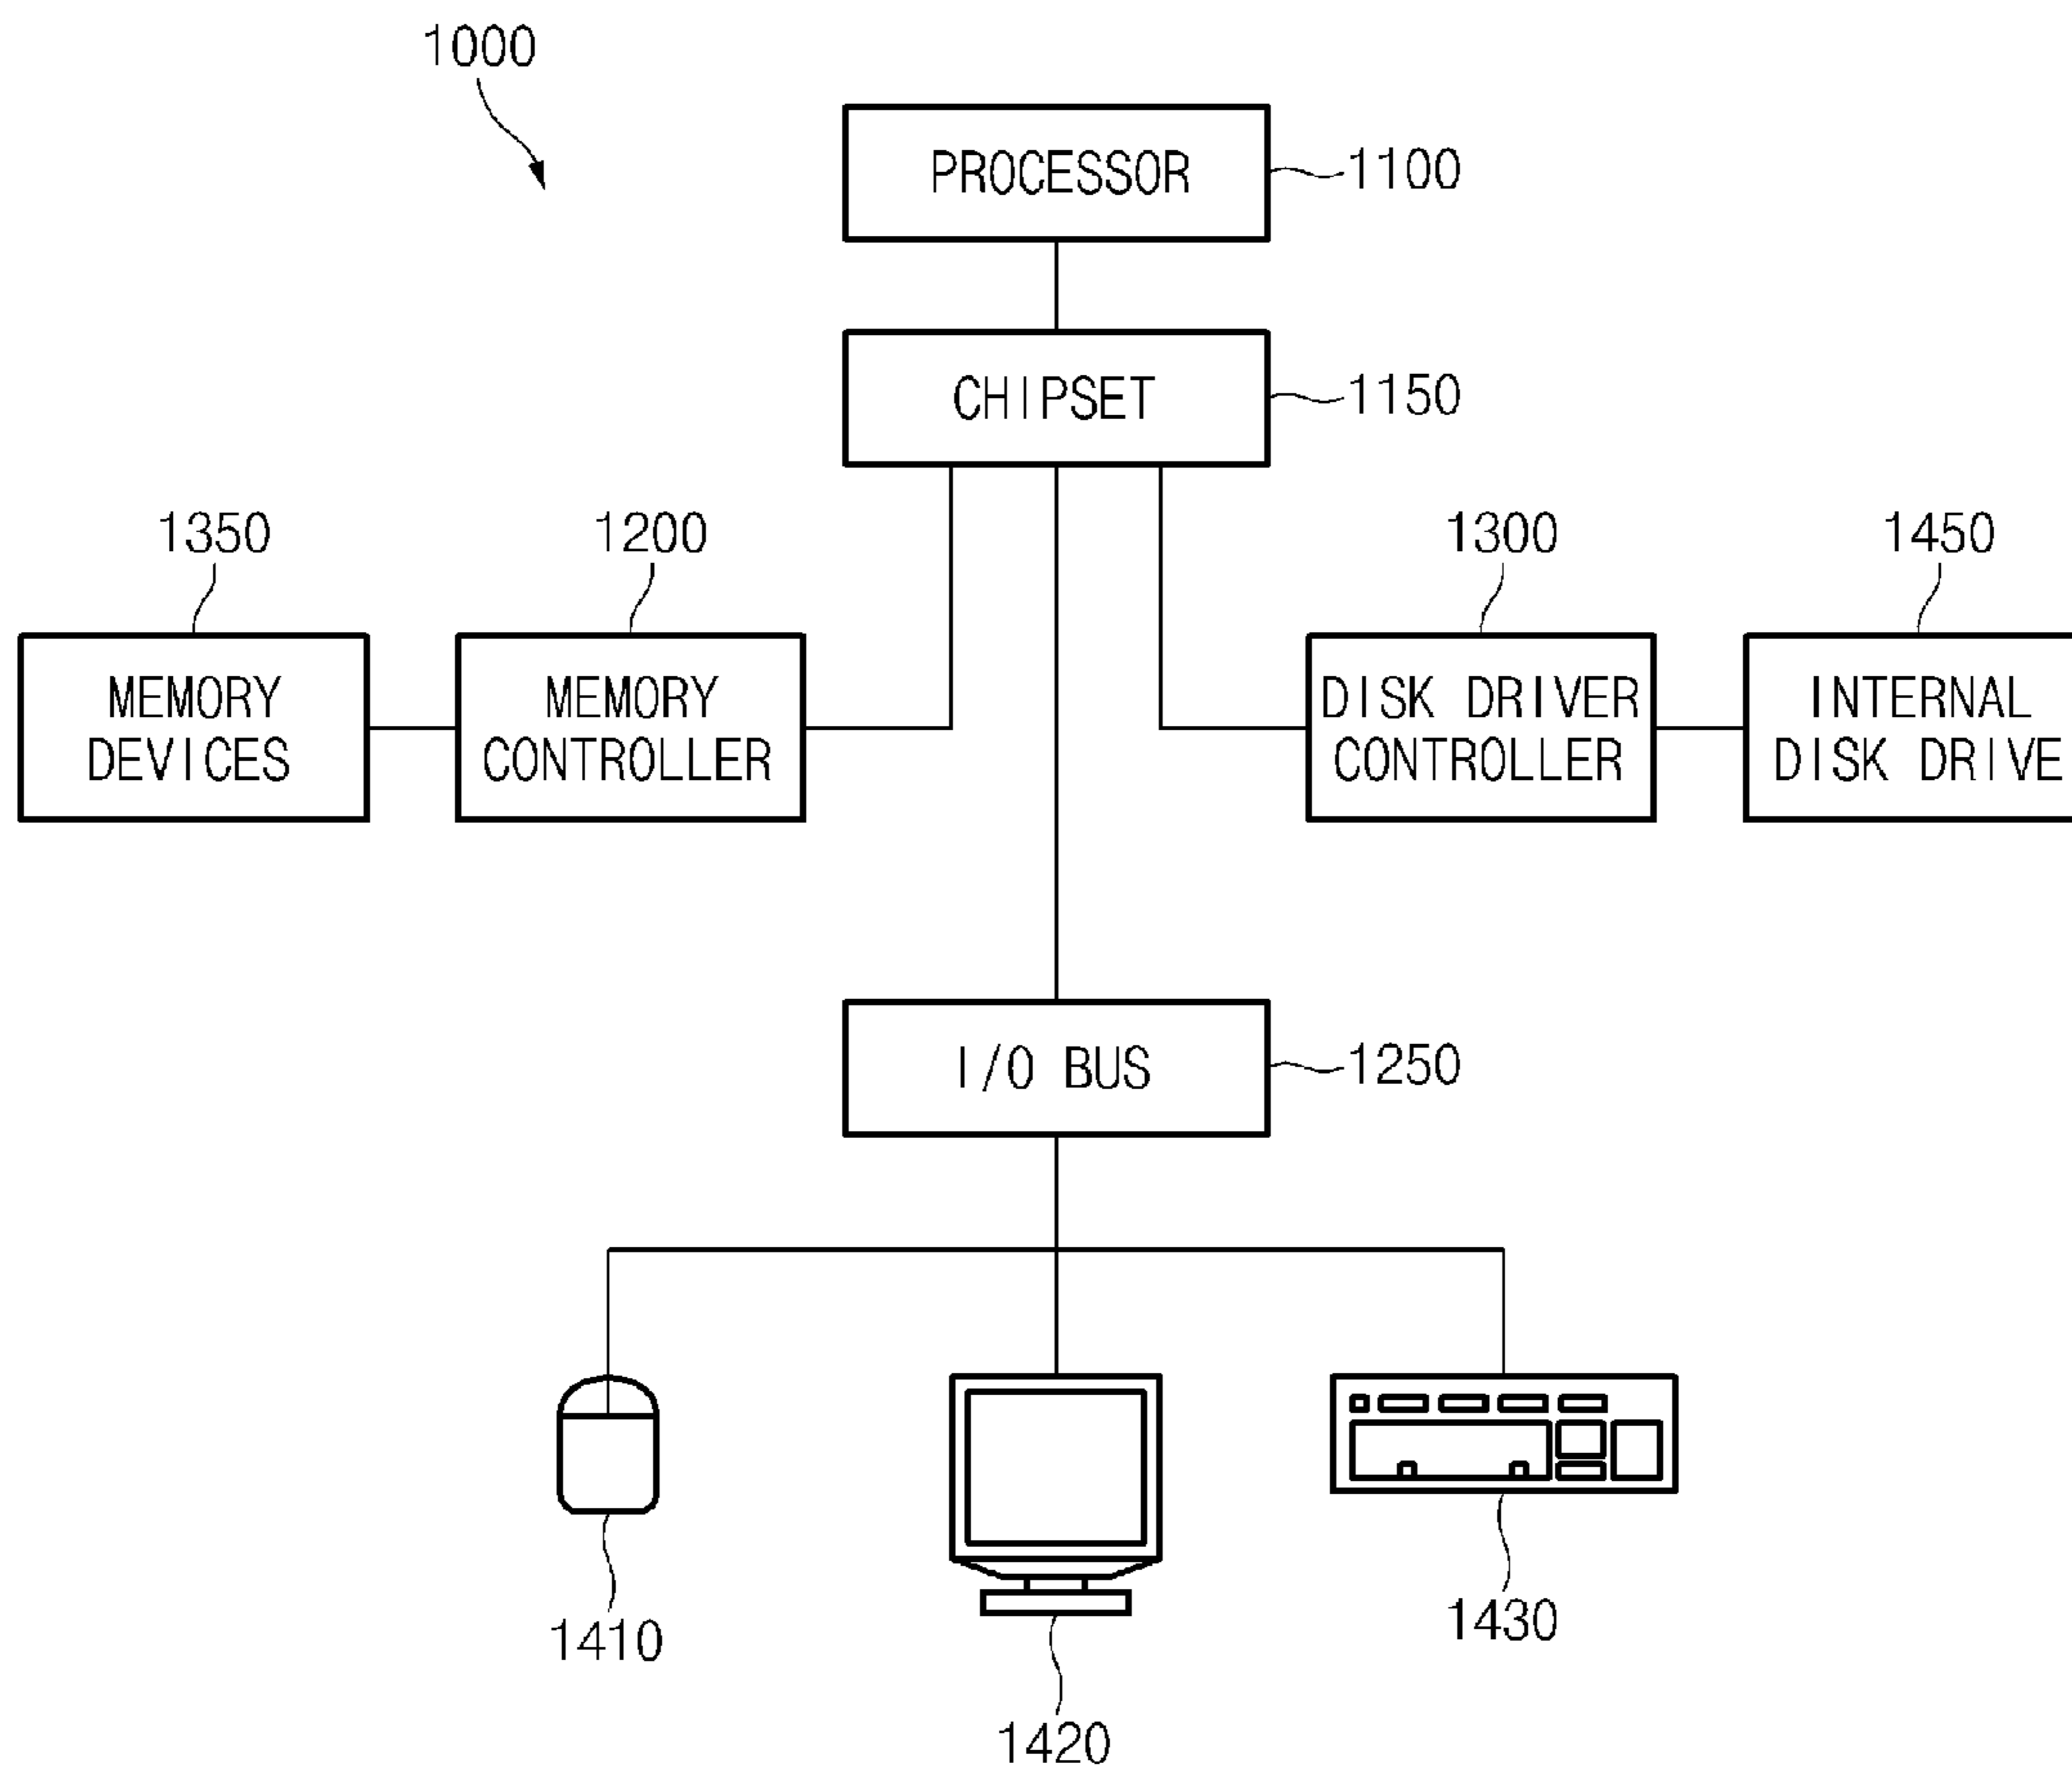 1000
PROCESSOR
1100
CHIPSET
1150
1350
1200
1300
1450
MEMORY
DEVICES
MEMORY
CONTROLLER
DISK DRIVER
CONTROLLER
INTERNAL
DISK DRIVE
I/O BUS
1250
1410
1420
1430